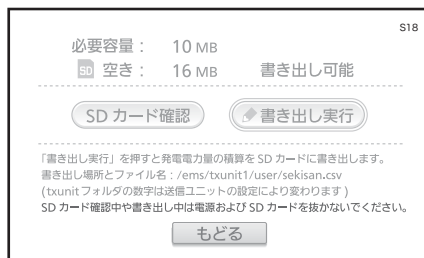 S18
必要容量： 10 MB
SD 空き： 16 MB 書き出し可能
SD カード確認 書き出し実行
「書き出し実行」を押すと発電電力量の積算を SD カードに書き出します。
書き出し場所とファイル名：/ems/txunit1/user/sekisan.csv
(txunit フォルダの数字は送信ユニットの設定により変わります )
SD カード確認中や書き出し中は電源および SD カードを抜かないでください。
もどる